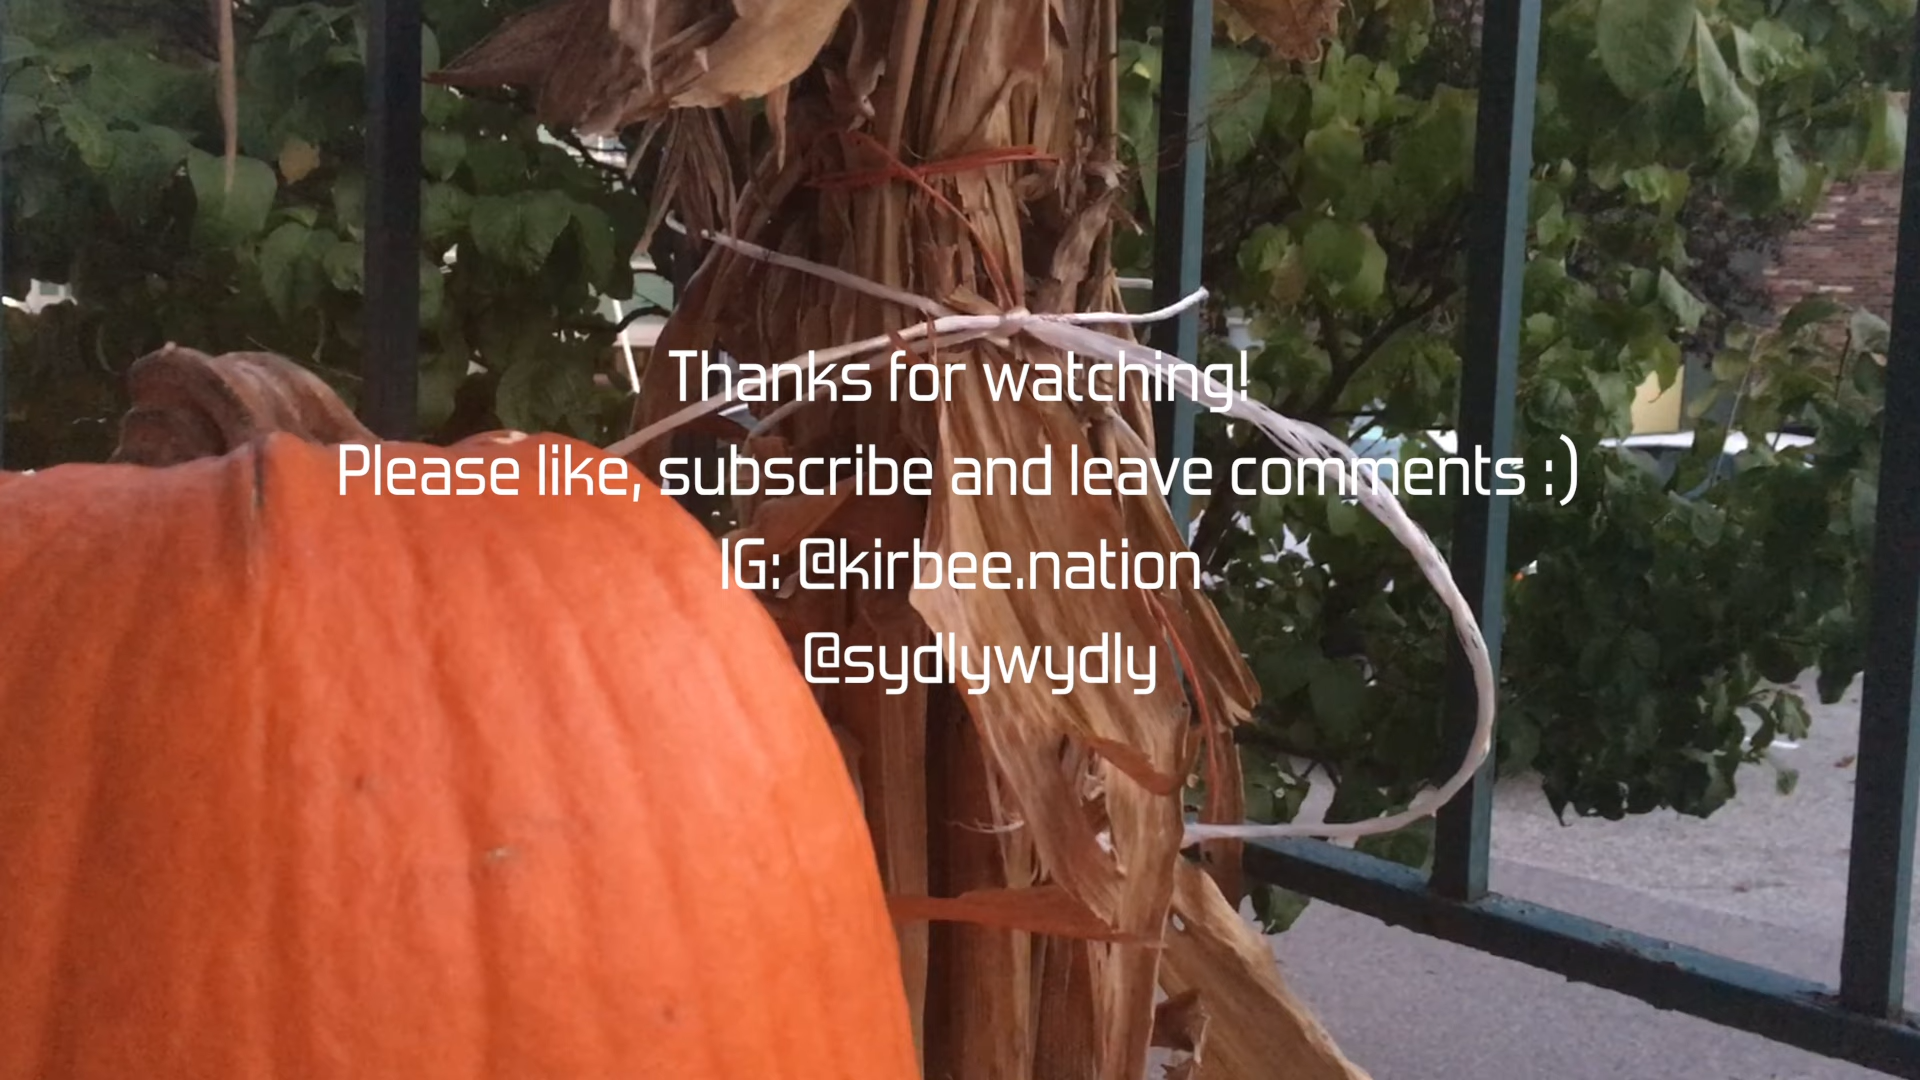 Thanks for watching!
Please like, subscribe and leave comments :)
IG: @kirbee.nation
@sydlywydly